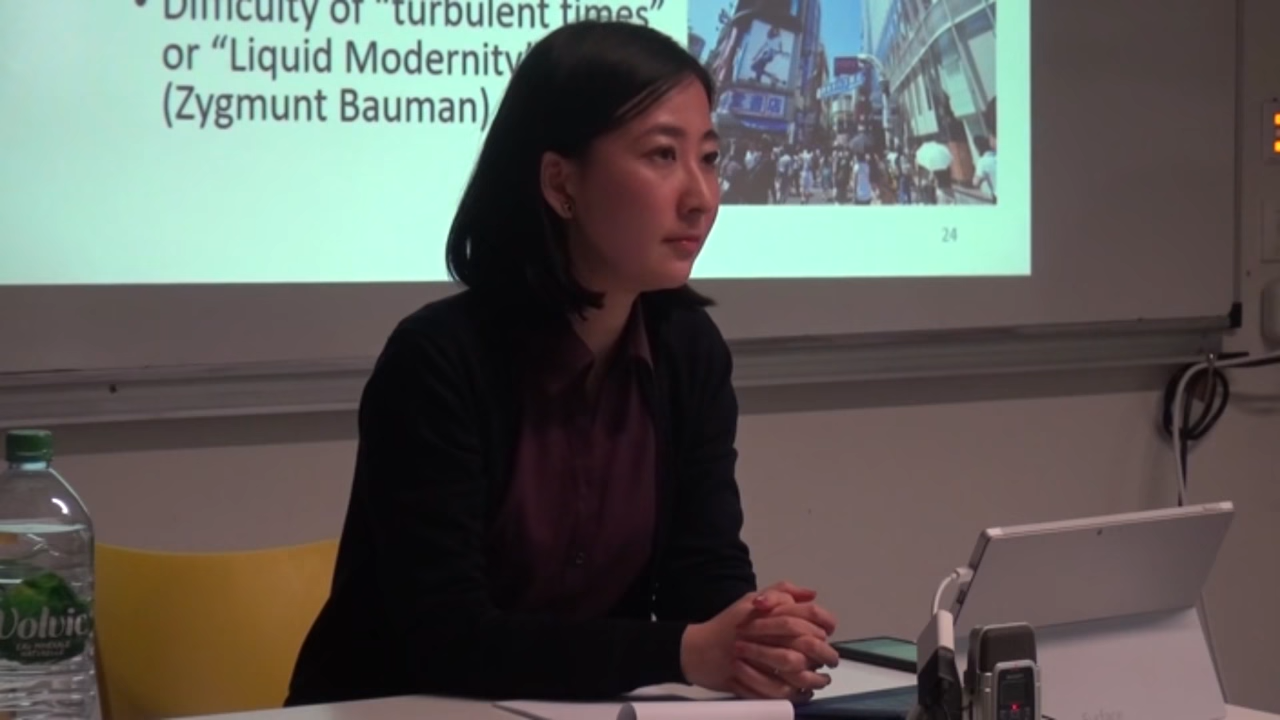 • Difficulty of “turbulent times”
or “Liquid Modernity”
(Zygmunt Bauman)
24
Volvic